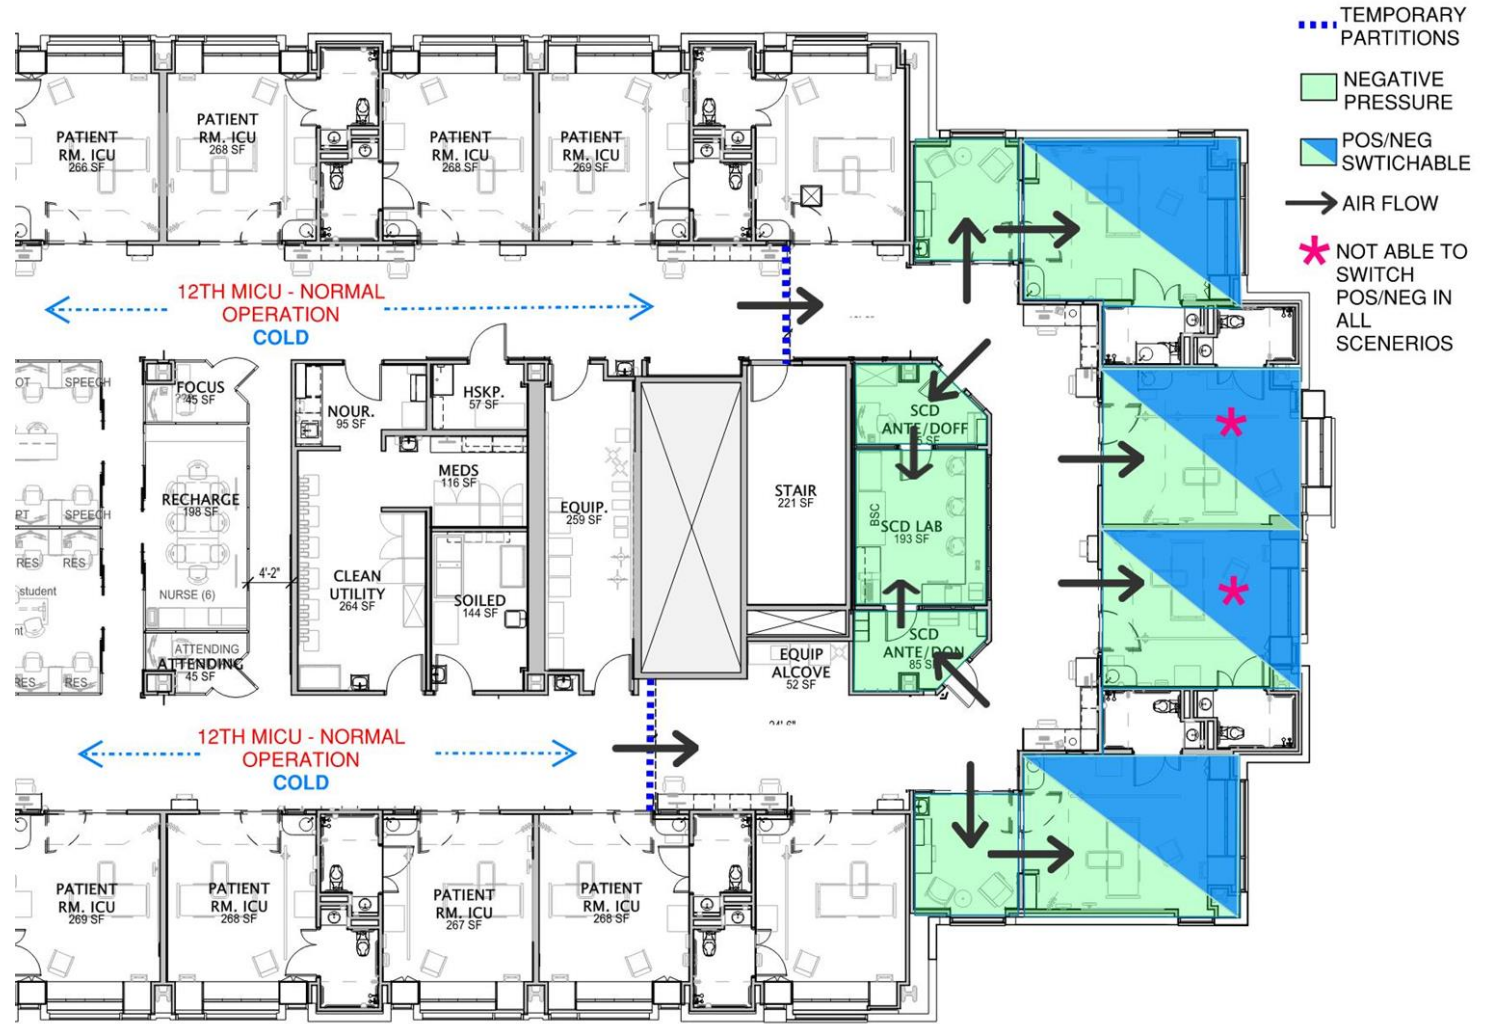 TEMPORARY
PARTITIONS
NEGATIVE
PRESSURE
POS/NEG
SWTICHABLE
AIR FLOW
* NOT ABLE TO
SWITCH
POS/NEG IN
ALL
SCENERIOS
PATIENT
RM. ICU
266 SF
PATIENT
RM. ICU
268 SF
PATIENT
RM. ICU
268 SF
PATIENT
RM. ICU
269 SF
12TH MICU - NORMAL
OPERATION
COLD
OT
SPEECH
FOCUS
45 SF
NOUR.
95 SF
HSKP.
57 SF
MEDS
116 SF
RECHARGE
198 SF
PT
SPEECH
RES
RES
student
NURSE (6)
4'-2"
CLEAN
UTILITY
264 SF
SOILED
144 SF
EQUIP.
259 SF
STAIR
221 SF
SCD
ANTE/DOFF
BSC
SCD LAB
193 SF
SCD
ANTE/DON
85 SF
EQUIP
ALCOVE
52 SF
ATTENDING
ATTENDING
45 SF
RES
RES
*
*
12TH MICU - NORMAL
OPERATION
COLD
PATIENT
RM. ICU
269 SF
PATIENT
RM. ICU
268 SF
PATIENT
RM. ICU
267 SF
PATIENT
RM. ICU
268 SF